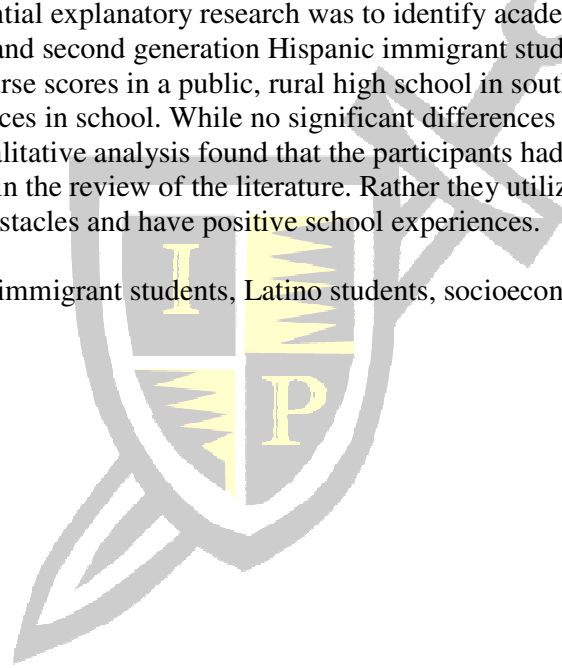 ntial explanatory research was to identify acade
and second generation Hispanic immigrant stud
rse scores in a public, rural high school in sout
ces in school. While no significant differences
alitative analysis found that the participants had
in the review of the literature. Rather they utiliz
stacles and have positive school experiences.
immigrant students, Latino students, socioecon
I
P